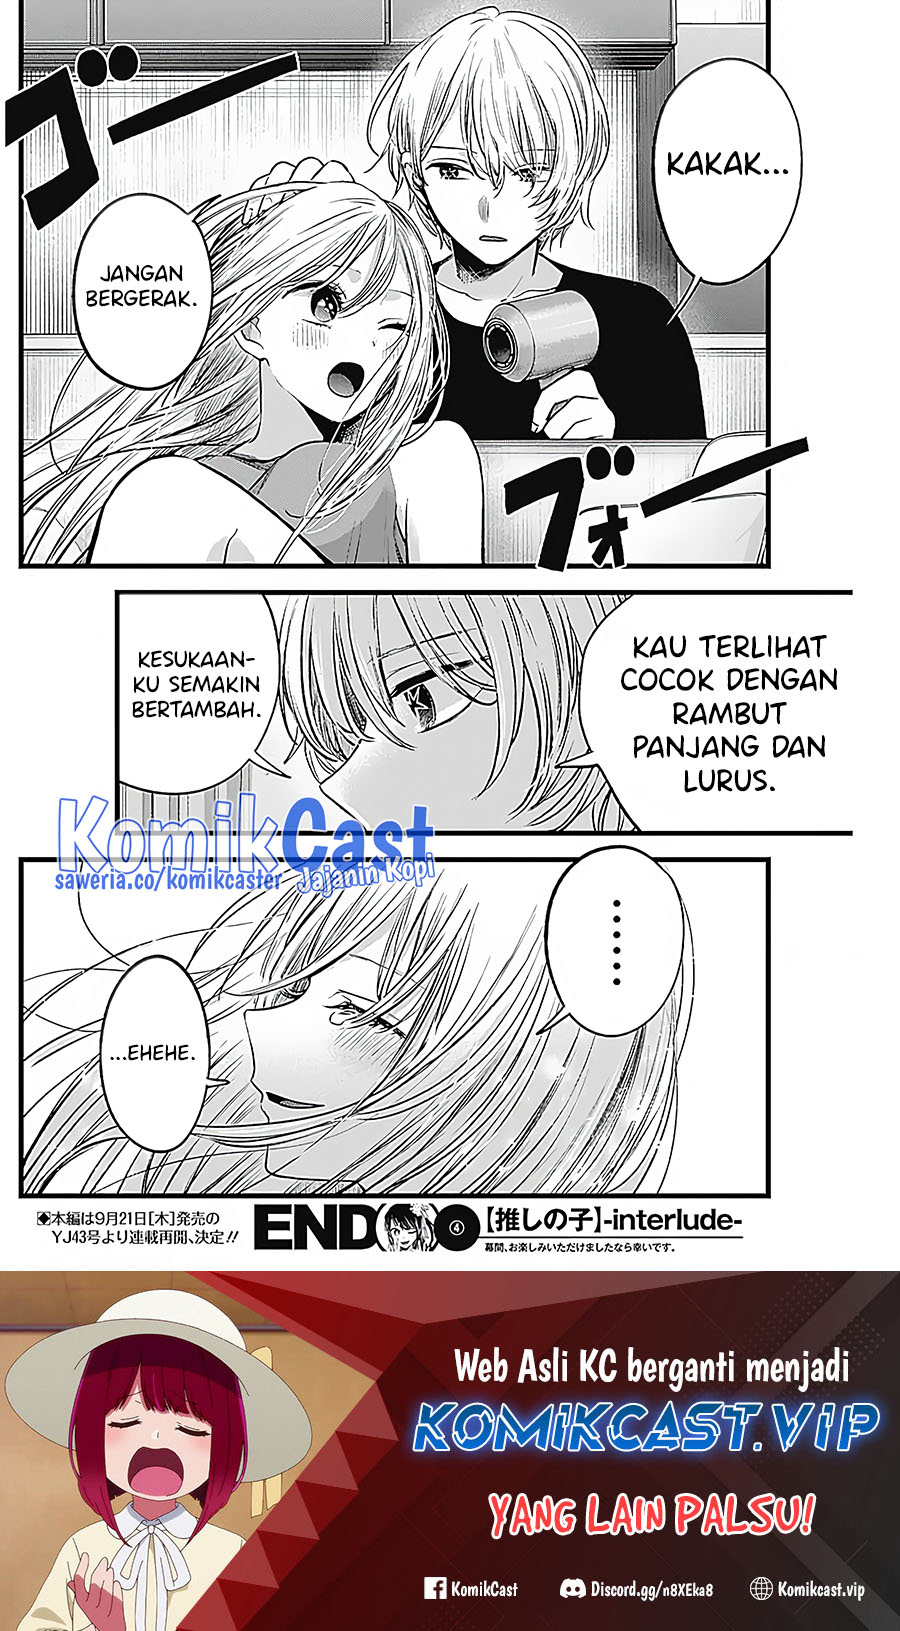 ゴー
KAKAK...
JANGAN
BERGERAK.
ブォー
KAU TERLIHAT
COCOK DENGAN
RAMBUT
PANJANG DAN
LURUS.
KESUKAAN-
KU SEMAKIN
BERTAMBAH.
KomikCast
saweria.co/komikcaster Jajanin Kopi
......
...EHEHE.
◆本編は9月21日[木]発売の
YJ43号より連載再開、決定!!
END
④
【推しの子】-interlude-
幕間、お楽しみいただけましたなら幸いです。
Web Asli KC berganti menjadi
KOMIKCAST.VIP
YANG LAIN PALSU!
KomikCast
Discord.gg/n8XEka8
Komikcast.vip